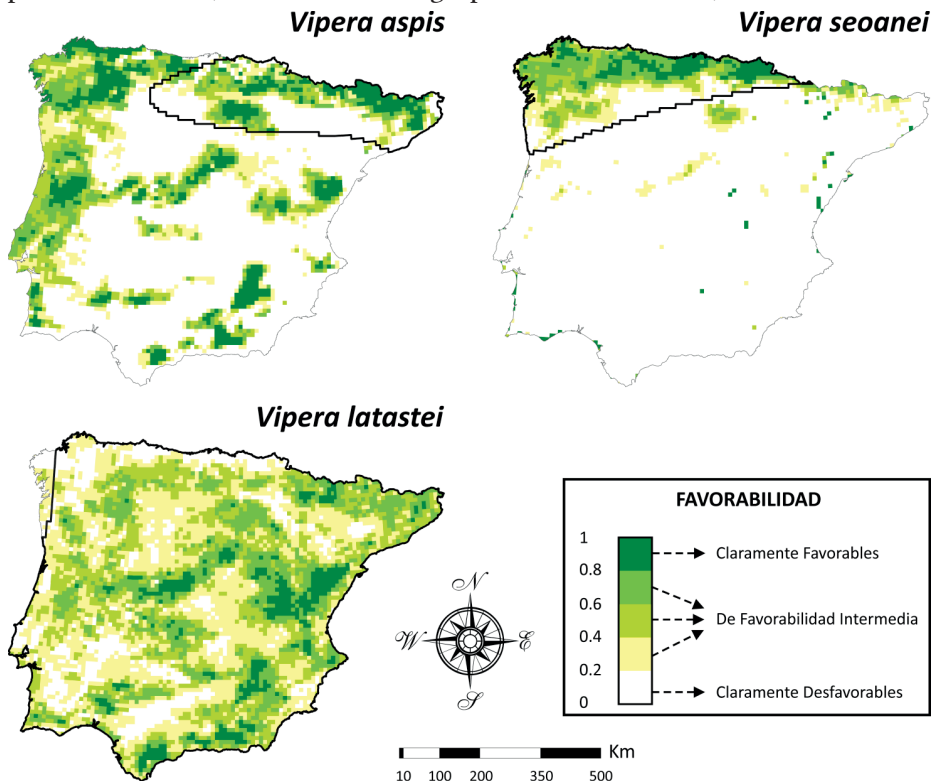 Vipera aspis
Vipera seoanei
Vipera latastei
FAVORABILIDAD
1
0.8
0.6
0.4
0.2
0
Claramente Favorables
De Favorabilidad Intermedia
Claramente Desfavorables
N
W
E
S
Km
10 100 200 350 500